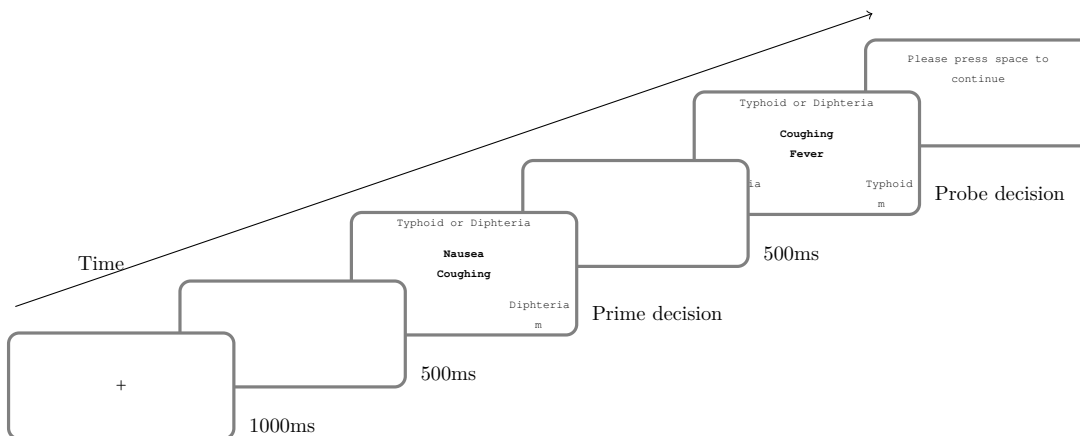 Please press space to
continue
Typhoid or Diphteria
Coughing
Fever
ia
Typhoid
m
Probe decision
500ms
Typhoid or Diphteria
Nausea
Coughing
Diphteria
m
Prime decision
Time
500ms
+
1000ms